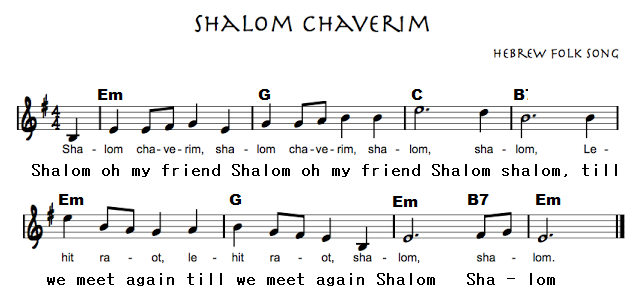 SHALOM CHAVERIM
HEBREW FOLK SONG
Em G C B7
4 4
Sha - lom cha-ve-rim, sha - lom cha-ve-rim, sha - lom, sha - lom, Le -
Shalom oh my friend Shalom oh my friend Shalom shalom, till
Em G Em B7 Em
hit ra - ot, le - hit ra - ot, sha - lom, sha - lom.
we meet again till we meet again Shalom Sha - lom